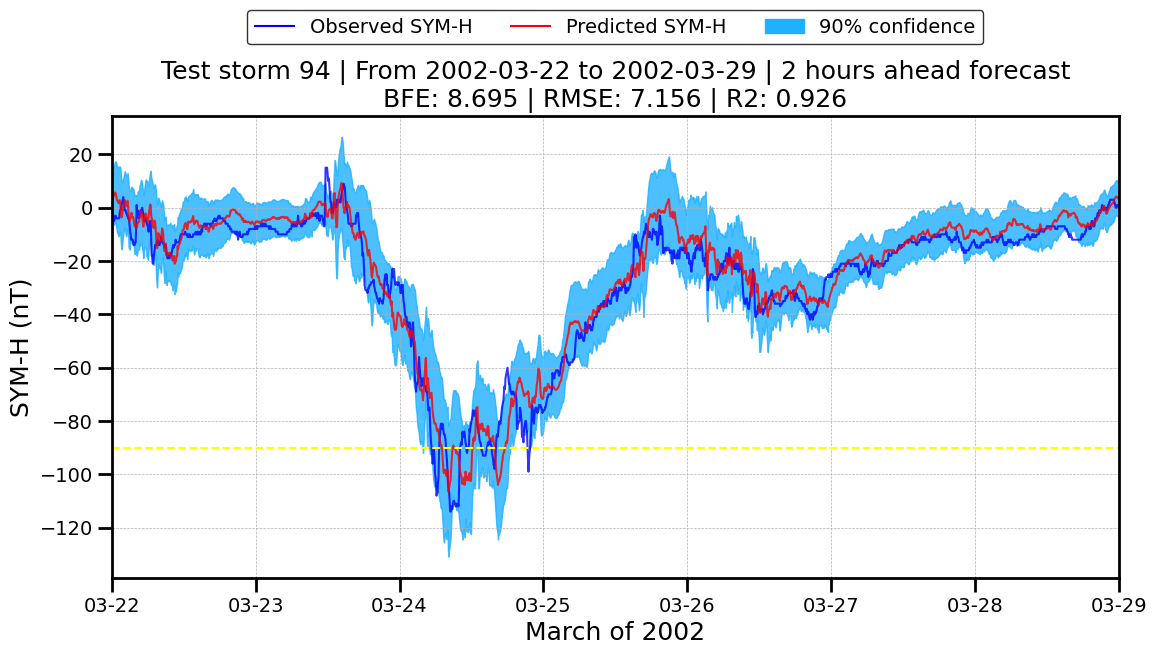 Observed SYM-H Predicted SYM-H 90% confidence
Test storm 94 | From 2002-03-22 to 2002-03-29 | 2 hours ahead forecast
BFE: 8.695 | RMSE: 7.156 | R2: 0.926
SYM-H (nT)
20
0
−20
−40
−60
−80
−100
−120
03-22 03-23 03-24 03-25 03-26 03-27 03-28 03-29
March of 2002